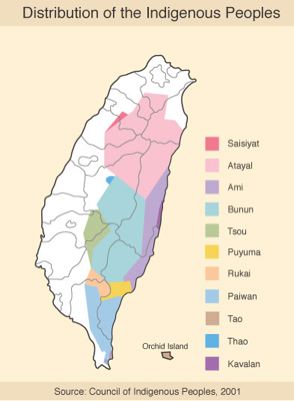 Distribution of the Indigenous Peoples
Saisiyat
Atayal
Ami
Bunun
Tsou
Puyuma
Rukai
Paiwan
Tao
Thao
Kavalan
Orchid Island
Source: Council of Indigenous Peoples, 2001